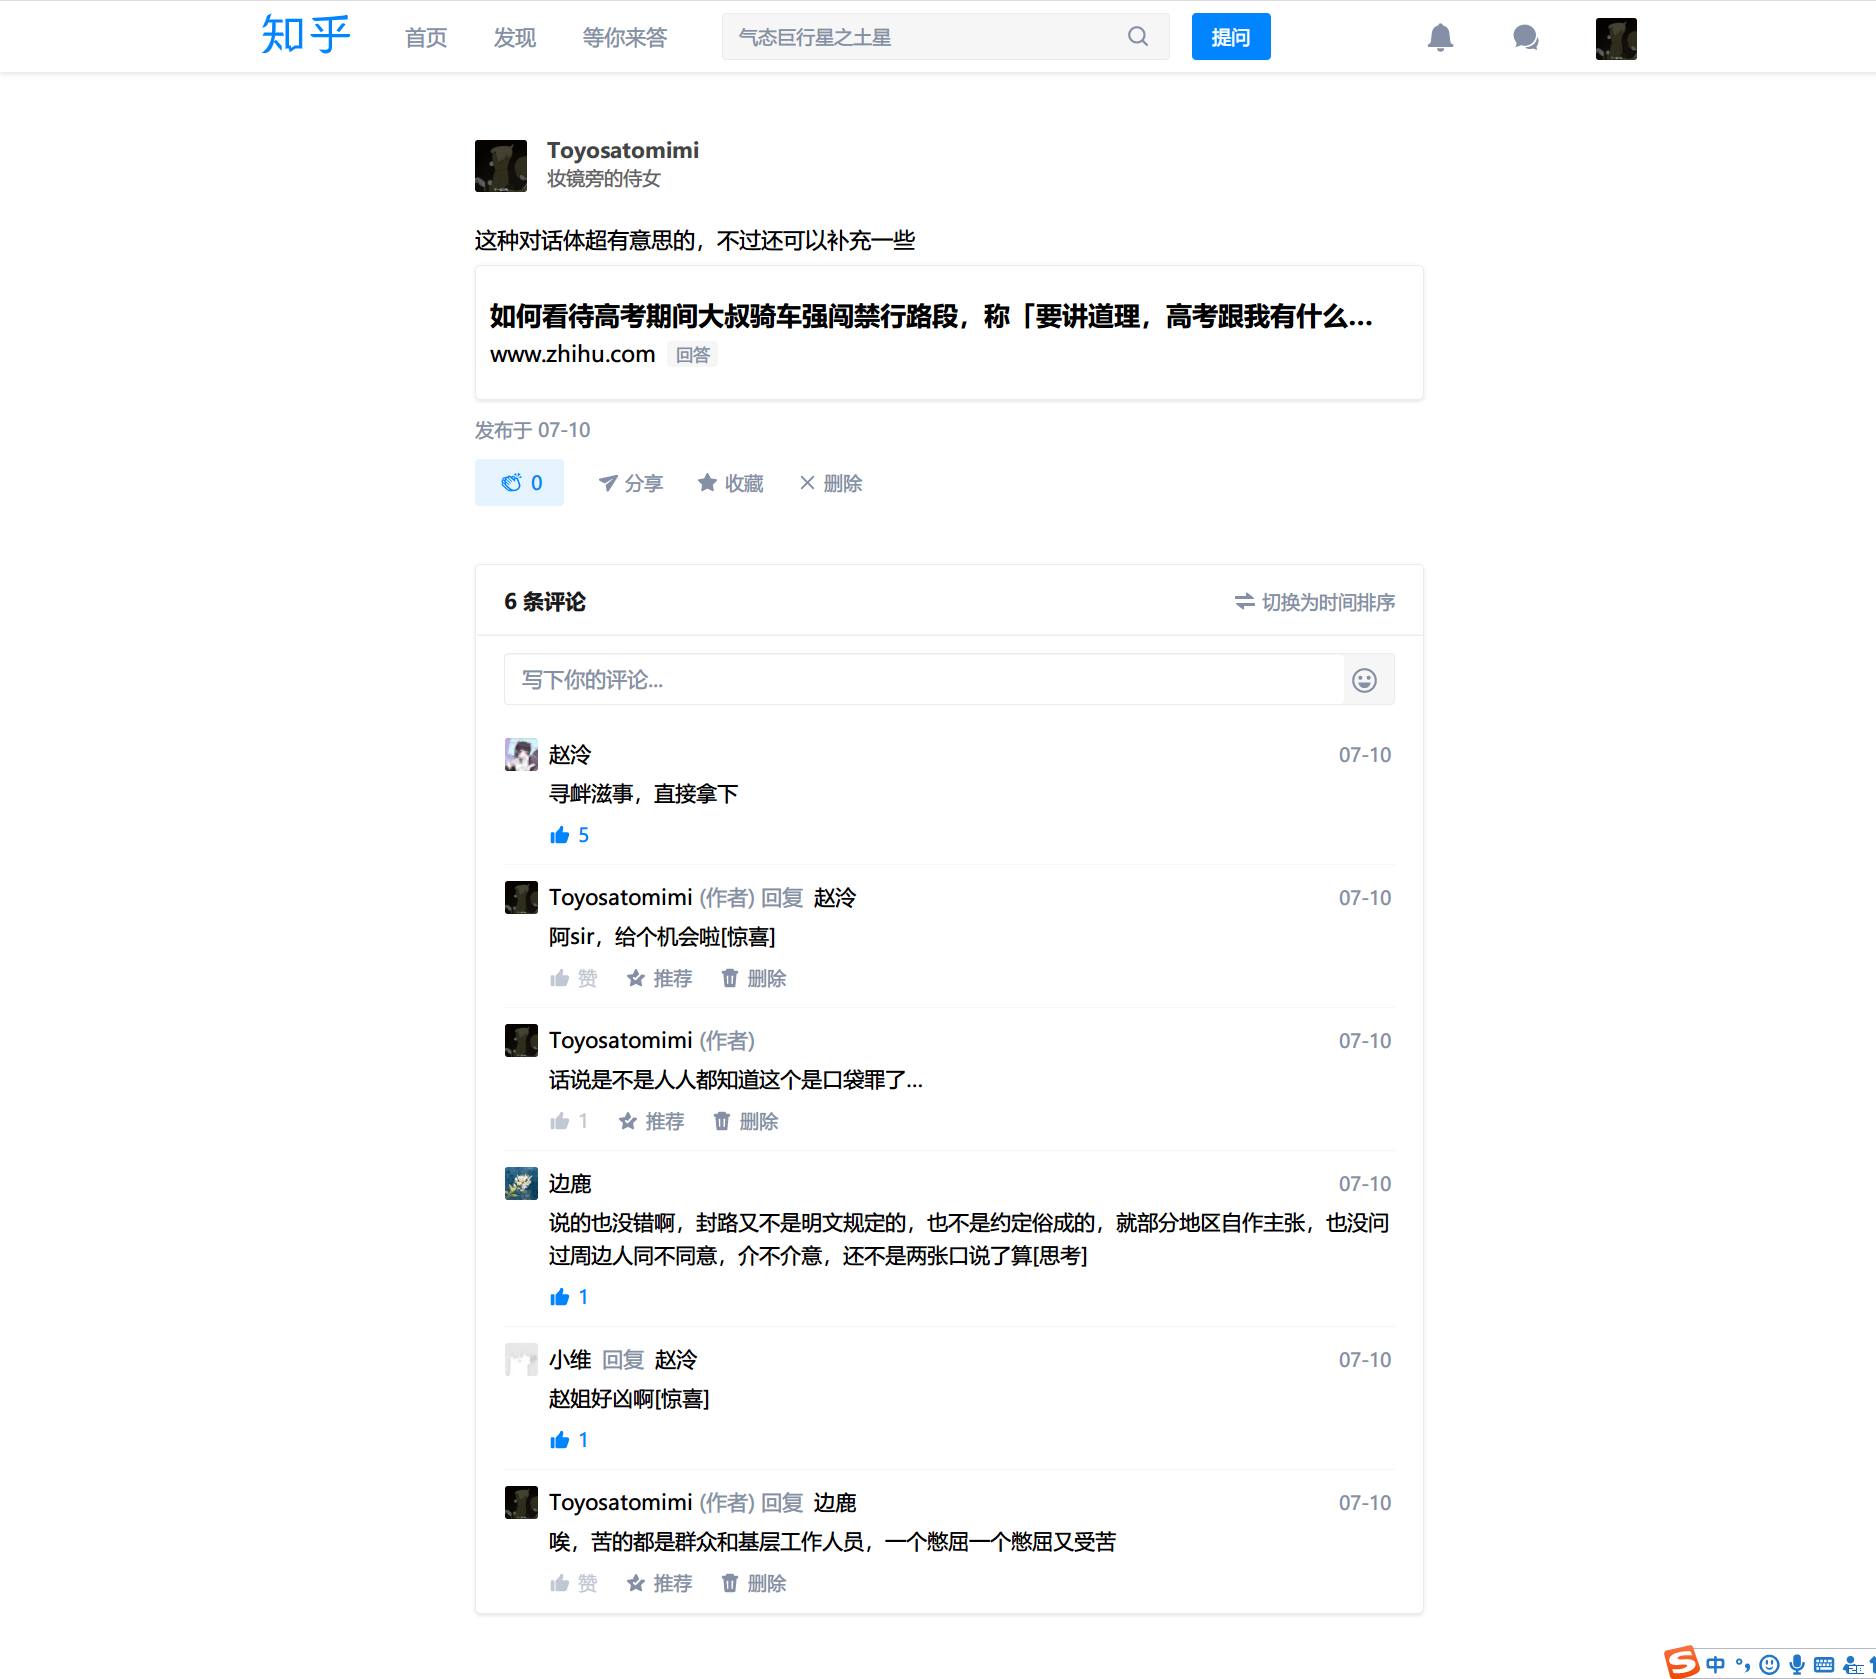 知乎 首页 发现 等你来答 气态巨行星之土星 提问
Toyosatomimi
妆镜旁的侍女
这种对话体超有意思的，不过还可以补充一些
如何看待高考期间大叔骑车强闯禁行路段，称「要讲道理，高考跟我有什么...
www.zhihu.com 回答
发布于 07-10
0 分享 收藏 删除
6 条评论 切换为时间排序
写下你的评论...
赵泠 07-10
寻衅滋事，直接拿下
5
Toyosatomimi (作者) 回复 赵泠 07-10
阿sir，给个机会啦[惊喜]
赞 推荐 删除
Toyosatomimi (作者) 07-10
话说是不是人人都知道这个是口袋罪了...
1 推荐 删除
边鹿 07-10
说的也没错啊，封路又不是明文规定的，也不是约定俗成的，就部分地区自作主张，也没问
过周边人同不同意，介不介意，还不是两张口说了算[思考]
1
小维 回复 赵泠 07-10
赵姐好凶啊[惊喜]
1
Toyosatomimi (作者) 回复 边鹿 07-10
唉，苦的都是群众和基层工作人员，一个憋屈一个憋屈又受苦
赞 推荐 删除
S 中